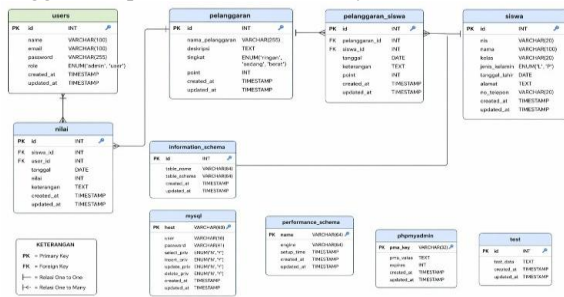 users
PK id INT
name VARCHAR(100)
email VARCHAR(100)
password VARCHAR(255)
role ENUM('admin', 'user')
created_at TIMESTAMP
updated_at TIMESTAMP
pelanggaran
PK id INT
nama_pelanggaran VARCHAR(255)
deskripsi TEXT
tingkat ENUM('ringan', 'sedang', 'berat')
point INT
created_at TIMESTAMP
updated_at TIMESTAMP
pelanggaran_siswa
PK id INT
FK pelanggaran_id INT
FK siswa_id INT
tanggal DATE
keterangan TEXT
point INT
created_at TIMESTAMP
updated_at TIMESTAMP
siswa
PK id INT
nis VARCHAR(20)
nama VARCHAR(100)
kelas VARCHAR(20)
jenis_kelamin ENUM('L', 'P')
tanggal_lahir DATE
alamat TEXT
no_telepon VARCHAR(20)
created_at TIMESTAMP
updated_at TIMESTAMP
nilai
PK id INT
FK siswa_id INT
FK user_id INT
tanggal DATE
nilai INT
keterangan TEXT
created_at TIMESTAMP
updated_at TIMESTAMP
information_schema
PK id INT
table_name VARCHAR(64)
table_schema VARCHAR(64)
created_at TIMESTAMP
updated_at TIMESTAMP
mysql
PK host VARCHAR(60)
user
password
select_priv ENUM('N', 'Y')
insert_priv ENUM('N', 'Y')
update_priv ENUM('N', 'Y')
delete_priv ENUM('N', 'Y')
created_at TIMESTAMP
updated_at TIMESTAMP
performance_schema
PK name VARCHAR(64)
engine VARCHAR(64)
setup_time TIMESTAMP
created_at TIMESTAMP
updated_at TIMESTAMP
phpmyadmin
PK pma_key VARCHAR(32)
pma_value TEXT
expires INT
created_at TIMESTAMP
updated_at TIMESTAMP
test
PK id INT
test_data TEXT
created_at TIMESTAMP
updated_at TIMESTAMP
KETERANGAN
PK = Primary Key
FK = Foreign Key
= Relasi One to One
= Relasi One to Many